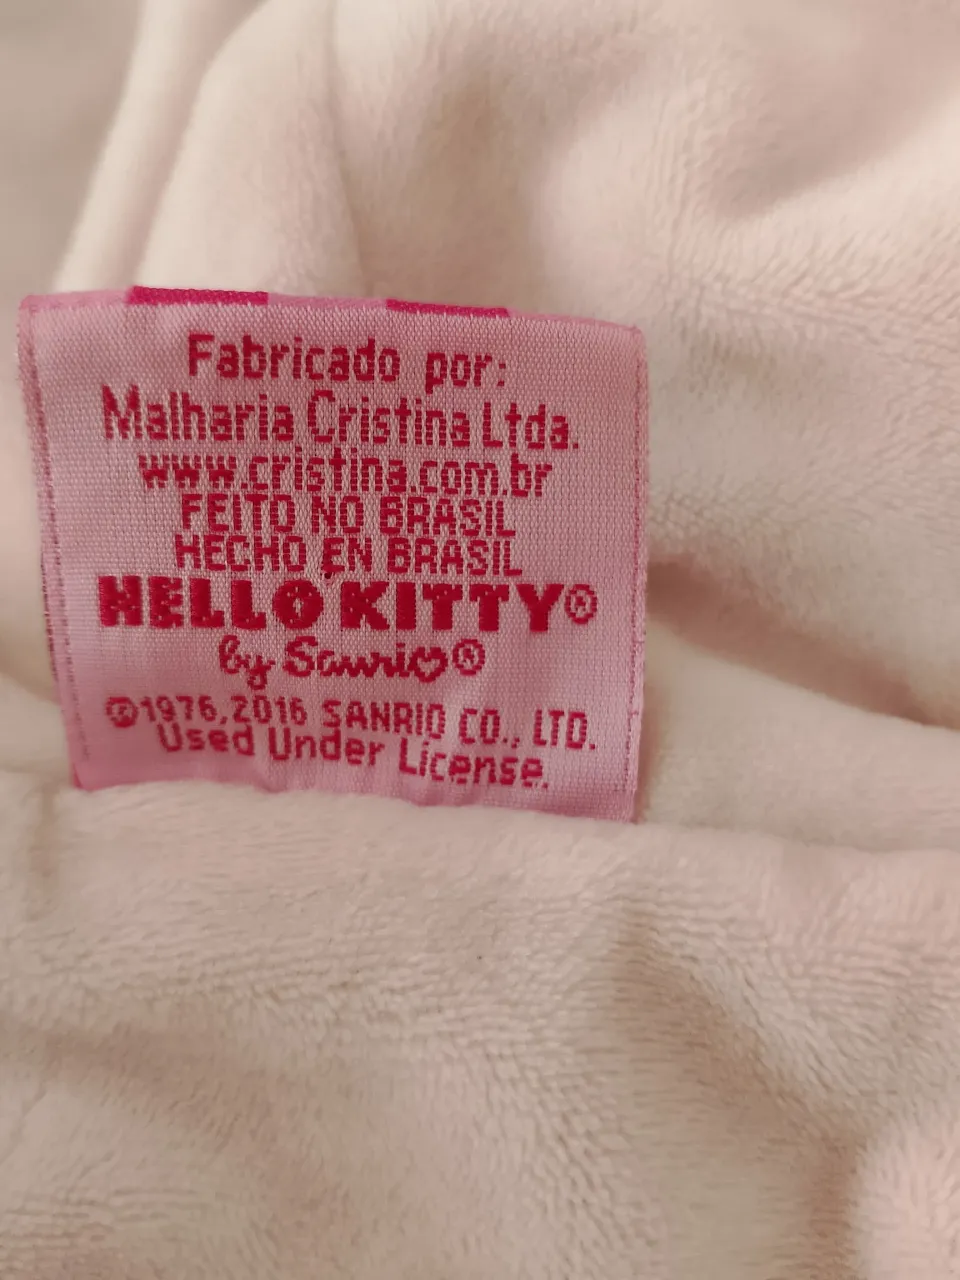 Fabricado por:
Malharia Cristina Ltda.
www.cristina.com.br
FEITO NO BRASIL
HECHO EN BRASIL
HELLO KITTY®
by Sanrio®
©1976,2016 SANRIO CO., LTD.
Used Under License.